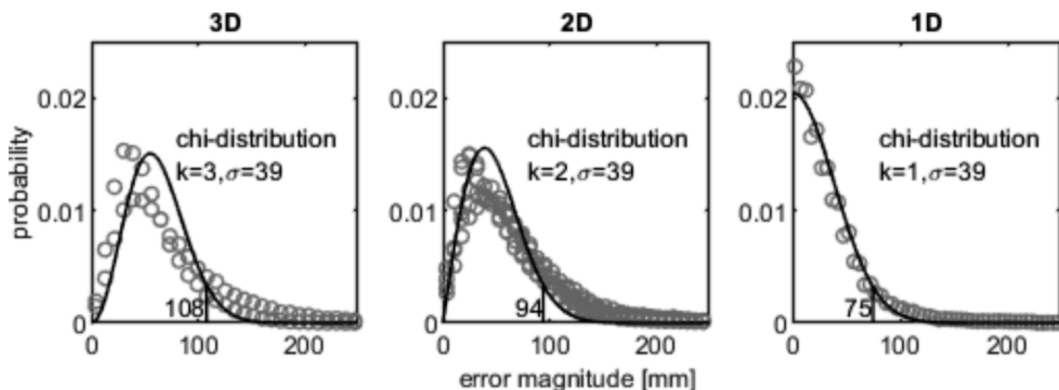 3D
2D
1D
probability
0.02
0.01
0
chi-distribution
k=3,σ=39
108
0
100
200
0.02
0.01
0
chi-distribution
k=2,σ=39
94
0
100
200
0.02
0.01
0
chi-distribution
k=1,σ=39
75
0
100
200
error magnitude [mm]